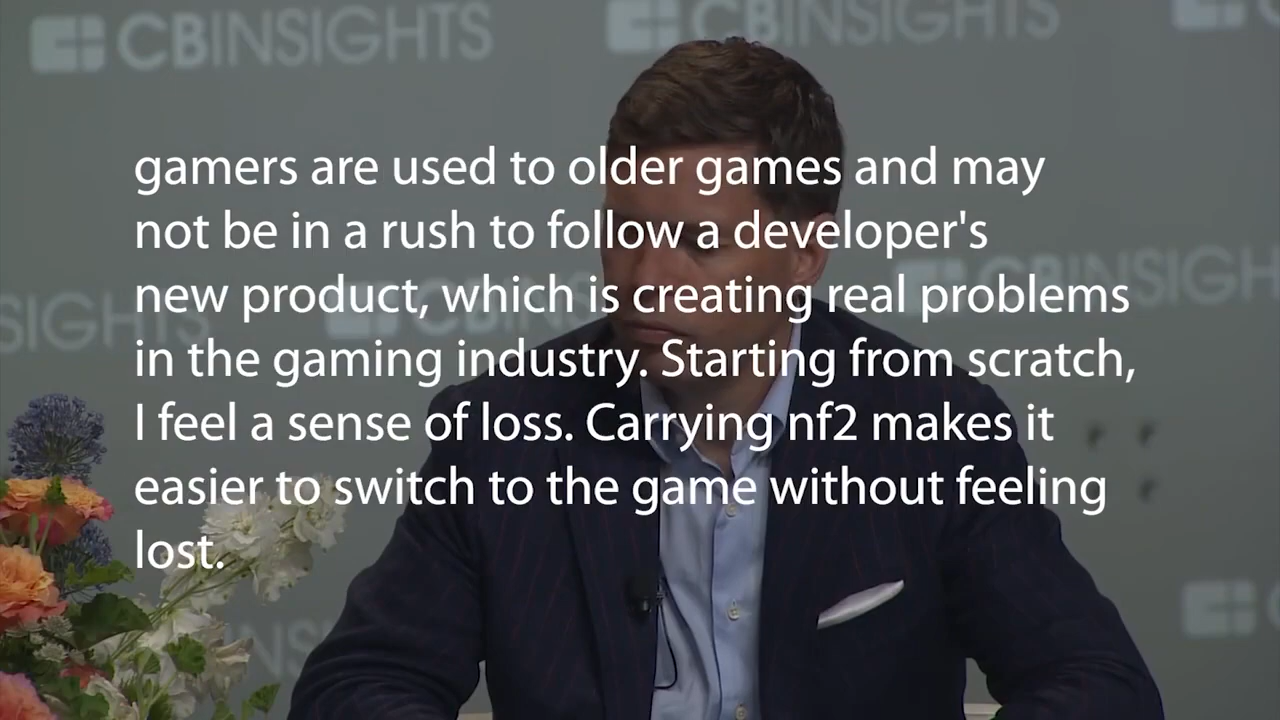 CBINSIGHTS
gamers are used to older games and may
not be in a rush to follow a developer's
new product, which is creating real problems
in the gaming industry. Starting from scratch,
I feel a sense of loss. Carrying nf2 makes it
easier to switch to the game without feeling
lost.